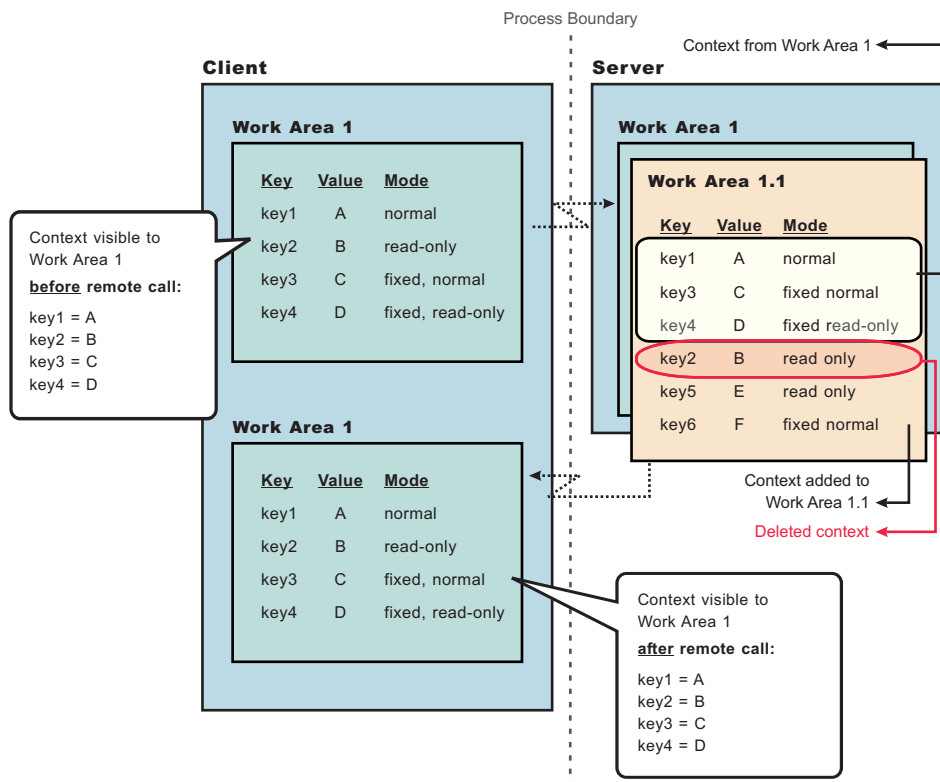 Process Boundary
Context from Work Area 1
Client
Server
Work Area 1
Key Value Mode
key1 A normal
key2 B read-only
key3 C fixed, normal
key4 D fixed, read-only
Context visible to
Work Area 1
before remote call:
key1 = A
key2 = B
key3 = C
key4 = D
Work Area 1
Work Area 1.1
Key Value Mode
key1 A normal
key3 C fixed normal
key4 D fixed read-only
key2 B read only
key5 E read only
key6 F fixed normal
Context added to
Work Area 1.1
Deleted context
Work Area 1
Key Value Mode
key1 A normal
key2 B read-only
key3 C fixed, normal
key4 D fixed, read-only
Context visible to
Work Area 1
after remote call:
key1 = A
key2 = B
key3 = C
key4 = D